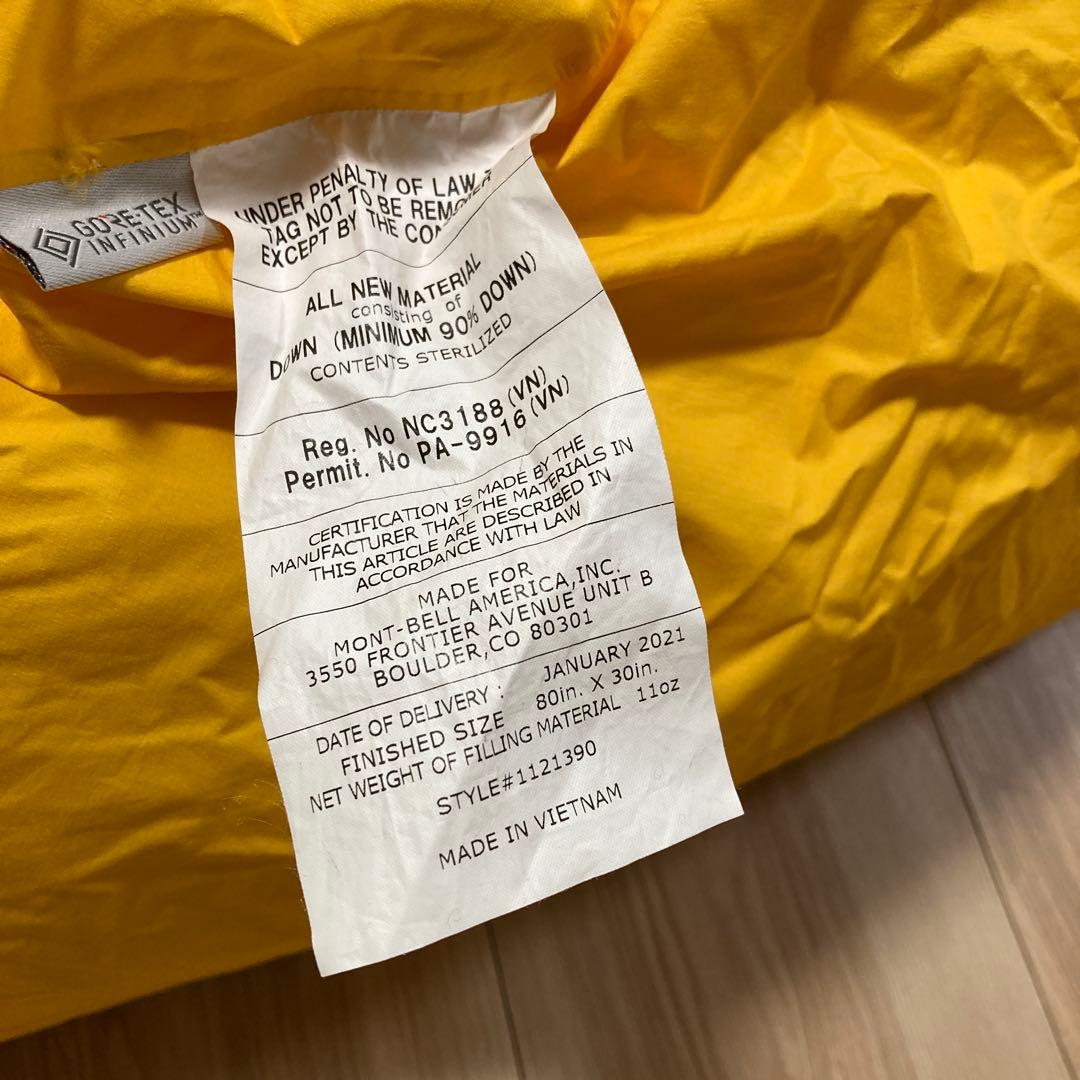 GORE-TEX
INFINIUM™
UNDER PENALTY OF LAW
TAG NOT TO BE
EXCEPT BY THE
ALL NEW MATERIAL
consisting of
DOWN (MINIMUM 90% DOWN)
CONTENTS STERILIZED
Reg. No NC3188 (VN)
Permit. No PA-9916 (VN)
CERTIFICATION IS MADE BY THE
MANUFACTURER THAT THE MATERIALS IN
THIS ARTICLE ARE DESCRIBED IN
ACCORDANCE WITH LAW
MADE FOR
MONT-BELL AMERICA,INC.
3550 FRONTIER AVENUE UNIT B
BOULDER,CO 80301
DATE OF DELIVERY : JANUARY 2021
FINISHED SIZE 80in. X 30in.
NET WEIGHT OF FILLING MATERIAL 11oz
STYLE#1121390
MADE IN VIETNAM